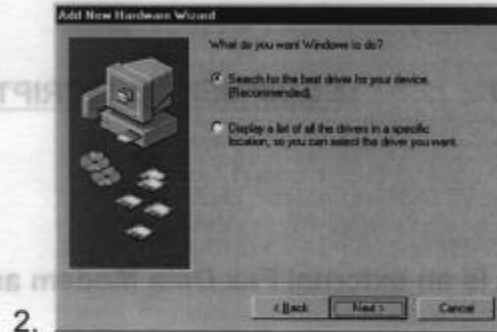 Add New Hardware Wizard
What do you want Windows to do?
Search for the best driver for your device.
(Recommended).
Display a list of all the drivers in a specific
location, so you can select the driver you want.
< Back
Next >
Cancel
2.